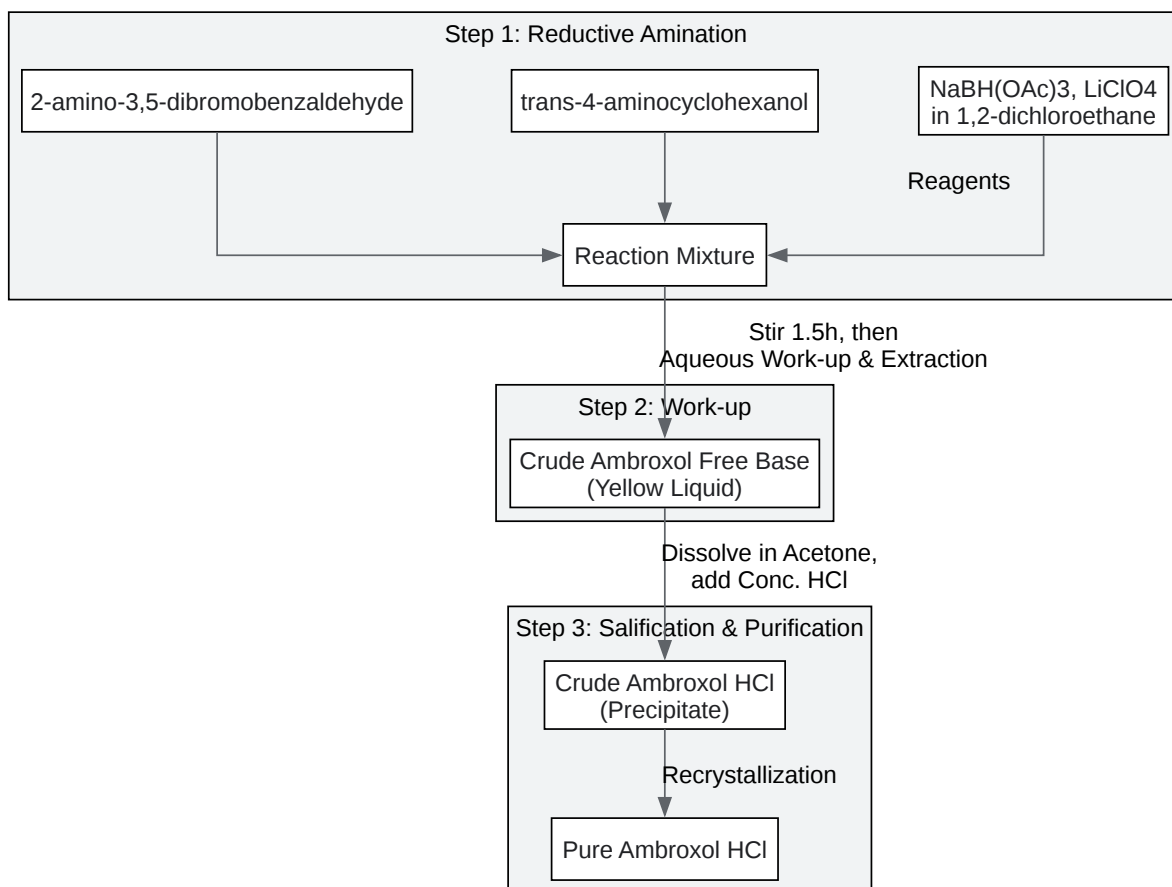 Step 1: Reductive Amination
2-amino-3,5-dibromobenzaldehyde
trans-4-aminocyclohexanol
NaBH(OAc)3, LiClO4
in 1,2-dichloroethane
Reagents
Reaction Mixture
Stir 1.5h, then
Aqueous Work-up & Extraction
Step 2: Work-up
Crude Ambroxol Free Base
(Yellow Liquid)
Dissolve in Acetone,
add Conc. HCl
Step 3: Salification & Purification
Crude Ambroxol HCl
(Precipitate)
Recrystallization
Pure Ambroxol HCl